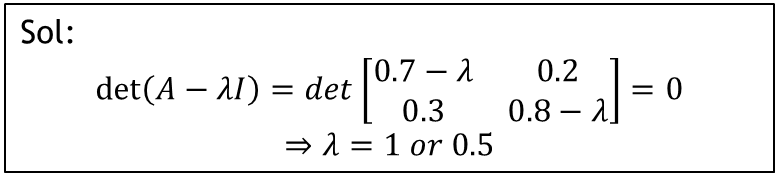 Sol:
det(A − λI) = det [0.7 − λ 0.2
0.3 0.8 − λ] = 0
⇒ λ = 1 or 0.5